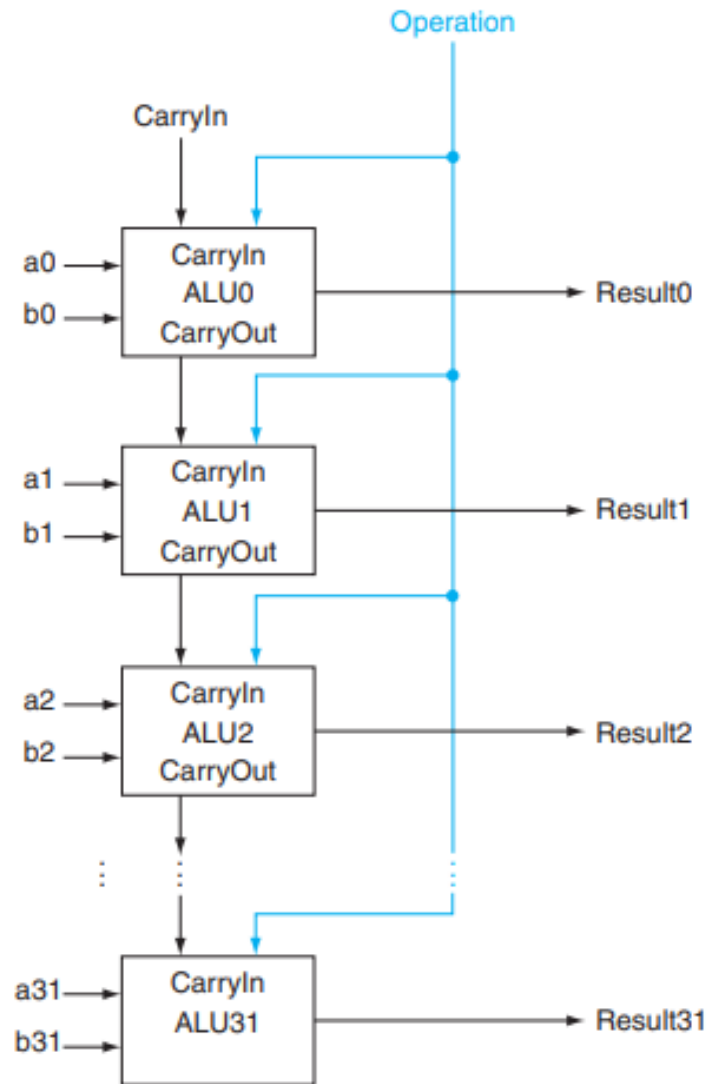 Operation
CarryIn
a0
b0
CarryIn
ALU0
CarryOut
Result0
a1
b1
CarryIn
ALU1
CarryOut
Result1
a2
b2
CarryIn
ALU2
CarryOut
Result2
a31
b31
CarryIn
ALU31
Result31